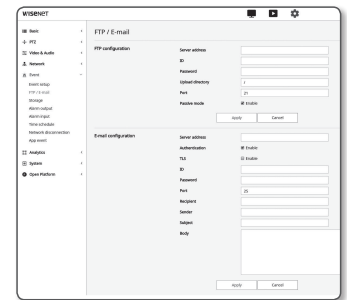 WISENET
Basic
PTZ
Video & Audio
Network
Event
Event setup
FTP / E-mail
Storage
Alarm output
Alarm input
Time schedule
Network disconnection
App event
Analytics
System
Open Platform
FTP / E-mail
FTP configuration
Server address
ID
Password
Upload directory /
Port 21
Passive mode Enable
Apply Cancel
E-mail configuration
Server address
Authentication Enable
TLS Enable
ID
Password
Port 25
Recipient
Sender
Subject
Body
Apply Cancel